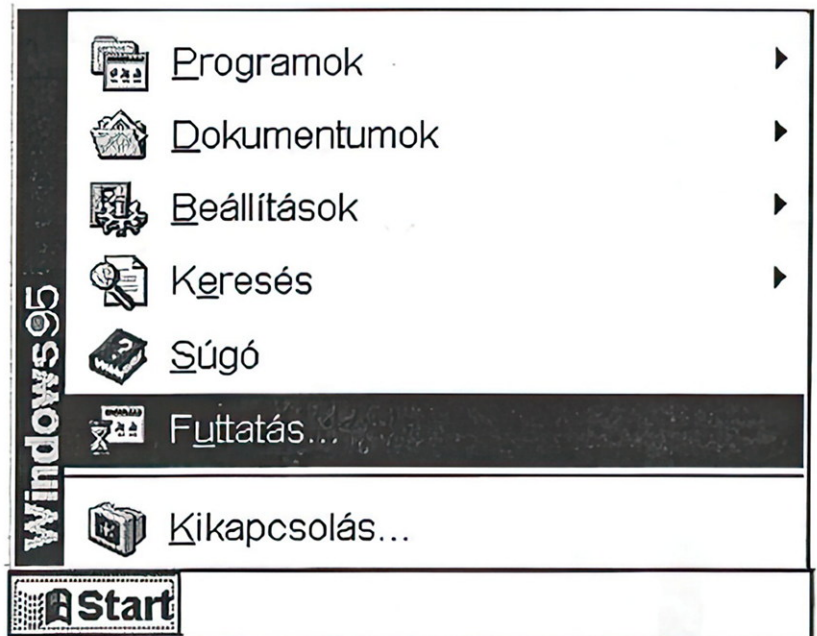 Programok
Dokumentumok
Beállítások
Keresés
Súgó
Futtatás...
Kikapcsolás...
Windows95
Start